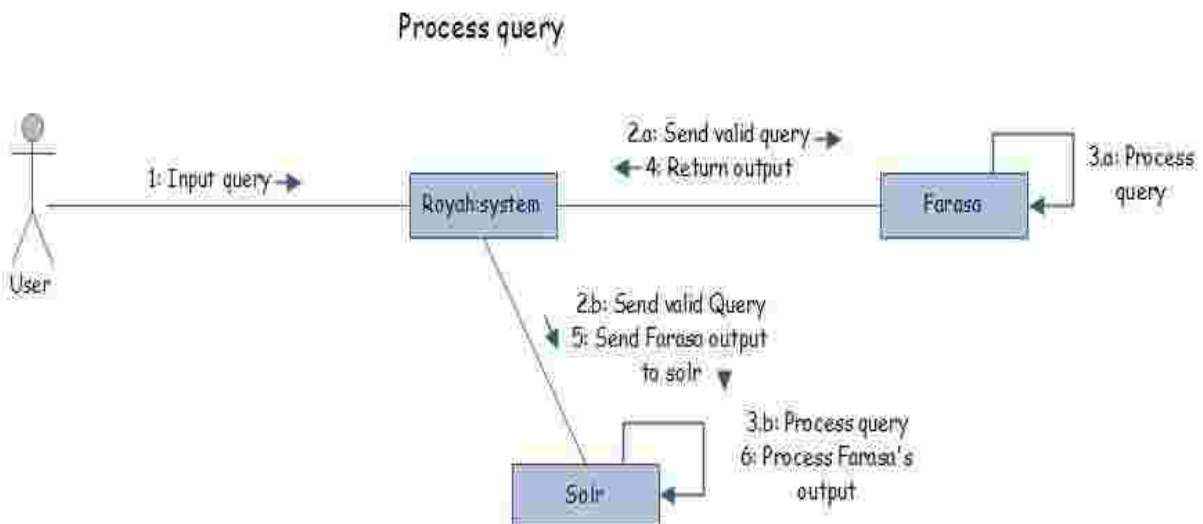 Process query
2.a: Send valid query
4: Return output
3.a: Process
query
1: Input query
Royah:system
Farasa
User
2.b: Send valid Query
5: Send Farasa output
to solr
3.b: Process query
6: Process Farasa's
output
Solr